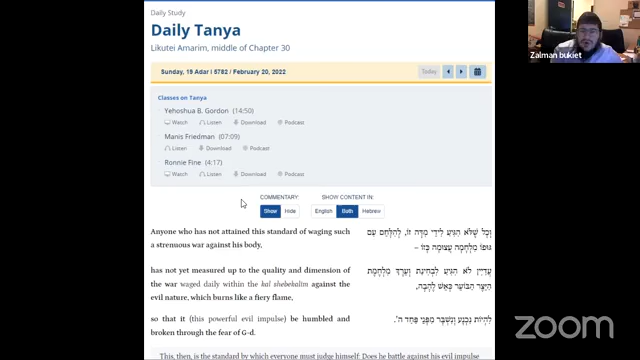 Daily Study
Daily Tanya
Likutei Amarim, middle of Chapter 30
Sunday, 19 Adar I 5782 / February 20, 2022
Today
Classes on Tanya
Yehoshua B. Gordon (14:50)
Watch Listen Download Podcast
Manis Friedman (07:09)
Listen Download Podcast
Ronnie Fine (4:17)
Watch Listen Download Podcast
COMMENTARY: SHOW CONTENT IN:
Show Hide English Both Hebrew
Anyone who has not attained this standard of waging such
a strenuous war against his body,
וְכָל שֶׁלֹּא הִגִּיעַ לִידֵי מִדָּה זוֹ, לְהִלָּחֵם עִם
גּוּפוֹ מִלְחָמָה עֲצוּמָה כָּזוֹ –
has not yet measured up to the quality and dimension of
the war waged daily within the kal shebekalim against the
evil nature, which burns like a fiery flame,
עֲדַיִין לֹא הִגִּיעַ לִבְחִינַת וְעֵרֶךְ מִלְחֶמֶת
הַיֵּצֶר הַבּוֹעֵר כְּאֵשׁ לֶהָבָה,
so that it (this powerful evil impulse) be humbled and
broken through the fear of G-d.
לִהְיוֹת נִכְנָע וְנִשְׁבָּר מִפְּנֵי פַּחַד ה'.
This, then, is the standard by which everyone must judge himself: Does he battle against his evil impulse
Zalman bukiet
zoom